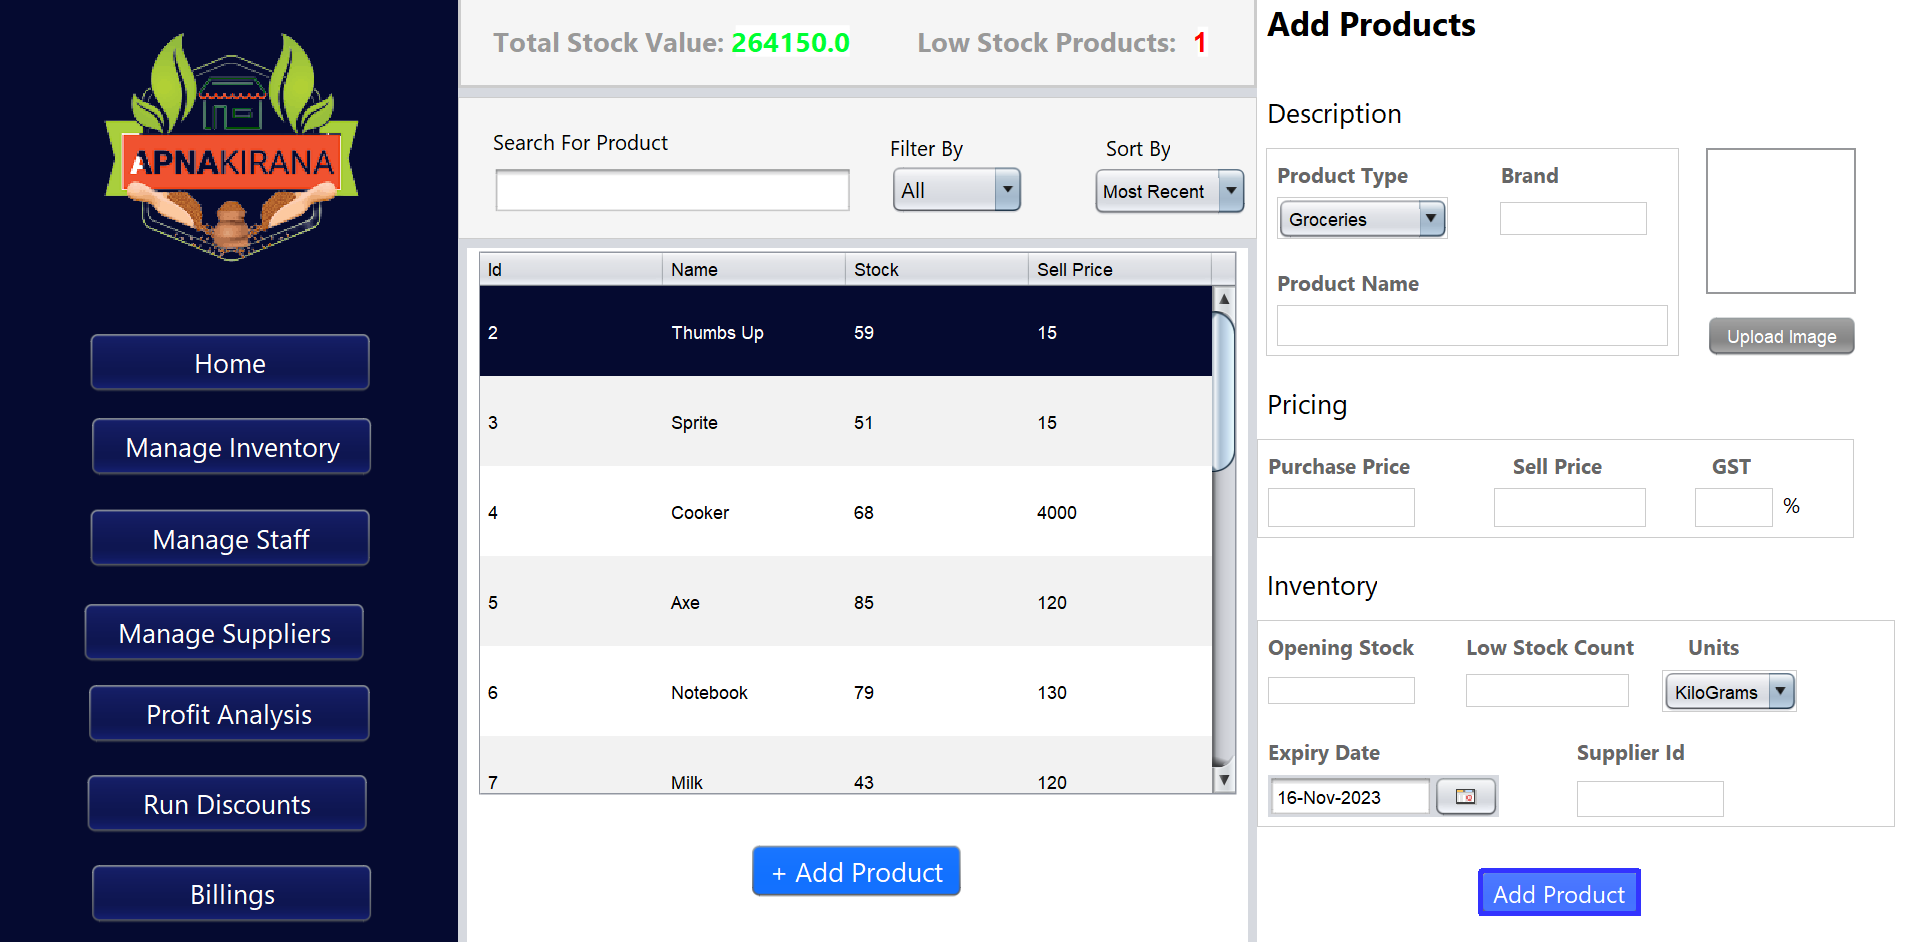 APNAKIRANA
Home
Manage Inventory
Manage Staff
Manage Suppliers
Profit Analysis
Run Discounts
Billings
Total Stock Value: 264150.0 Low Stock Products: 1
Search For Product
Filter By
All
Sort By
Most Recent
Id Name Stock Sell Price
2 Thumbs Up 59 15
3 Sprite 51 15
4 Cooker 68 4000
5 Axe 85 120
6 Notebook 79 130
7 Milk 43 120
+ Add Product
Add Products
Description
Product Type Brand
Groceries
Product Name
Upload Image
Pricing
Purchase Price Sell Price GST
%
Inventory
Opening Stock Low Stock Count Units
KiloGrams
Expiry Date Supplier Id
16-Nov-2023
Add Product